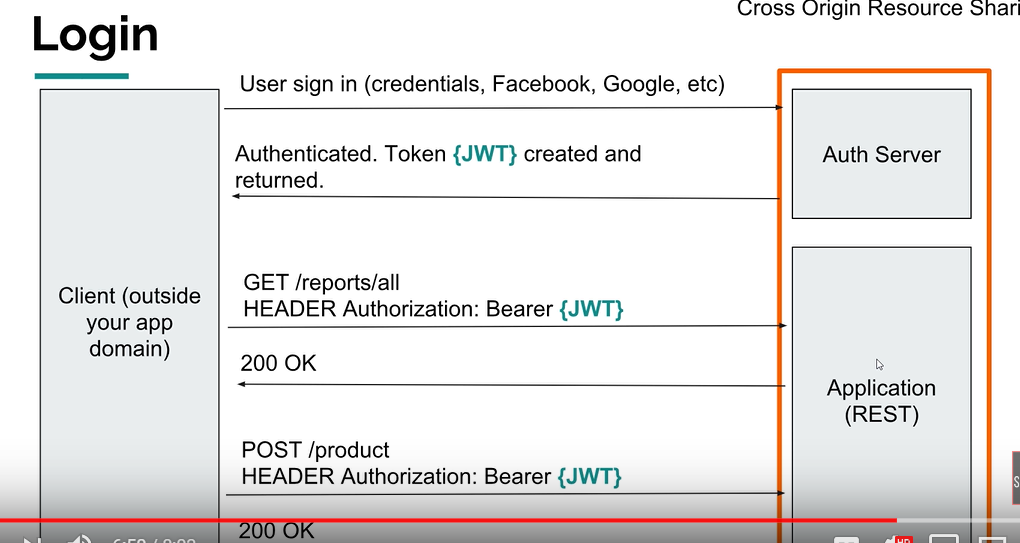 Cross Origin Resource Shari
Login
User sign in (credentials, Facebook, Google, etc)
Auth Server
Authenticated. Token {JWT} created and
returned.
Client (outside
your app
domain)
GET /reports/all
HEADER Authorization: Bearer {JWT}
200 OK
Application
(REST)
POST /product
HEADER Authorization: Bearer {JWT}
200 OK
HD
S